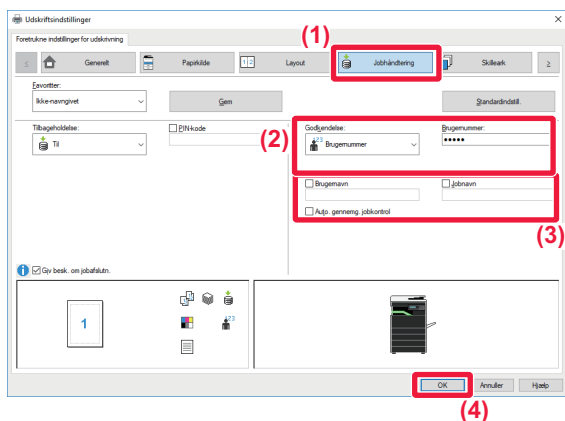 Udskriftsindstillinger
Foretrukne indstillinger for udskrivning
(1)
Generelt Papirkilde Layout Jobhåndtering Skilleark
Favoritter:
Ikke-navngivet Gem Standardindstill.
Tilbageholdelse: PIN-kode Godkendelse: Brugernummer:
(2)
Til Brugernummer •••••
Brugernavn Jobnavn
Auto. gennemg. jobkontrol
(3)
Giv besk. om jobafslutn.
1
123
OK Annuller Hjælp
(4)